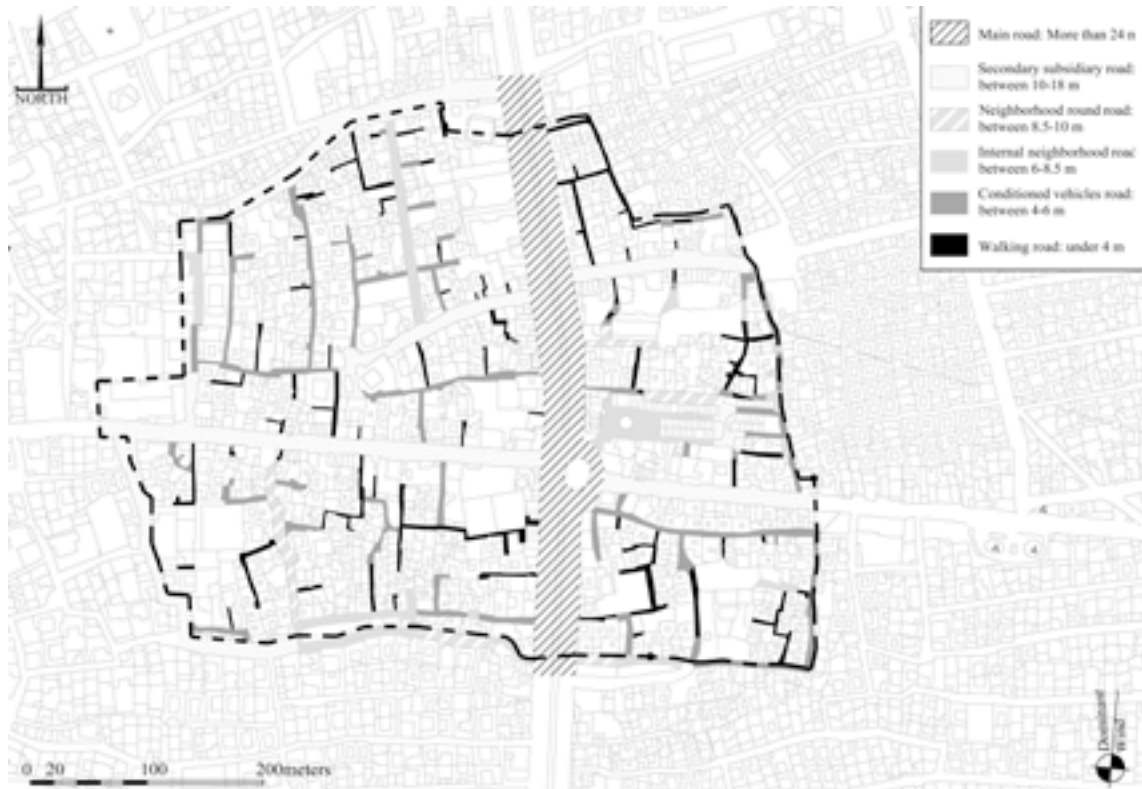 NORTH
Main road: More than 24 n
Secondary subsidiary road:
between 10-18 m
Neighborhood round road:
between 8.5-10 m
Internal neighborhood road
between 6-8.5 m
Conditioned vehicles road:
between 4-6 m
Walking road: under 4 m
0 20 100 200meters
Dominant
Wind